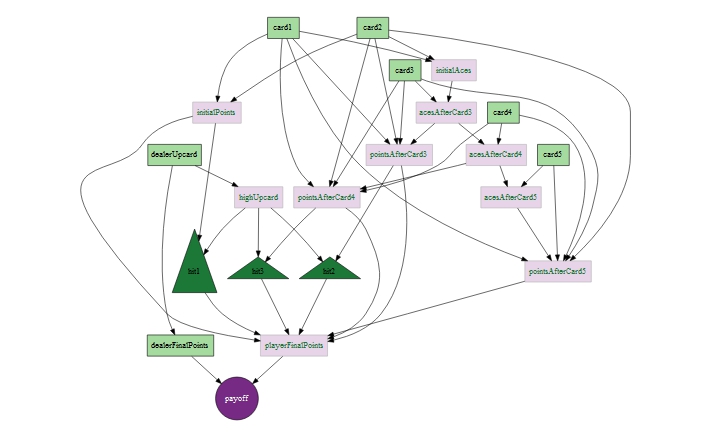 card1
card2
card3
initialAces
initialPoints
acesAfterCard3
card4
dealerUpcard
pointsAfterCard3
acesAfterCard4
card5
highUpcard
pointsAfterCard4
acesAfterCard5
hit1
hit3
hit2
pointsAfterCard5
dealerFinalPoints
playerFinalPoints
payoff